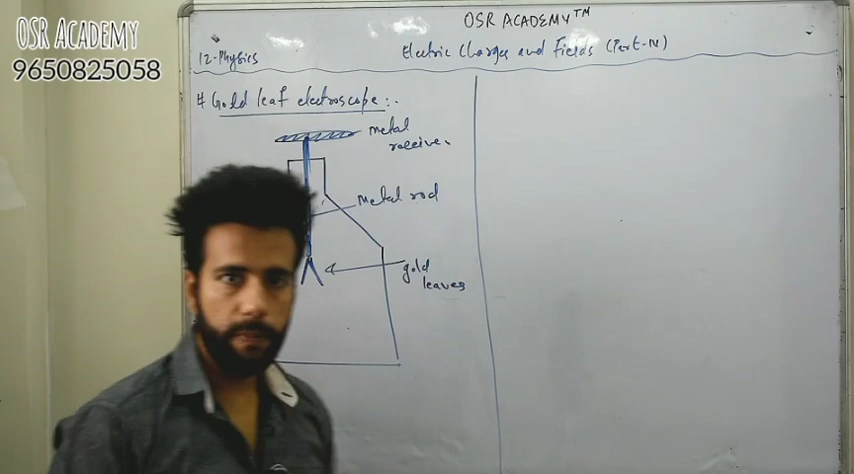 OSR ACADEMY
9650825058
OSR ACADEMY™
12-Physics
Electric Charges and Fields (Part-IV)
# Gold leaf electroscope:-
metal
receiver
metal rod
gold
leaves